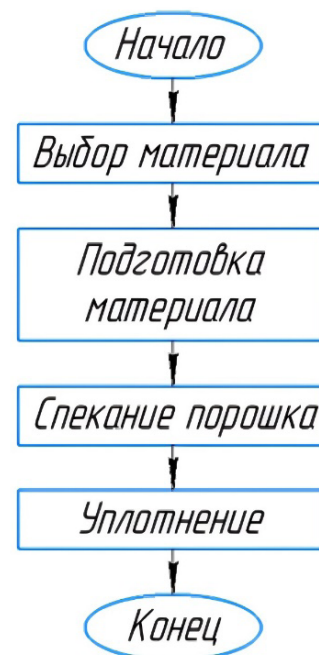 Начало
Выбор материала
Подготовка
материала
Спекание порошка
Уплотнение
Конец